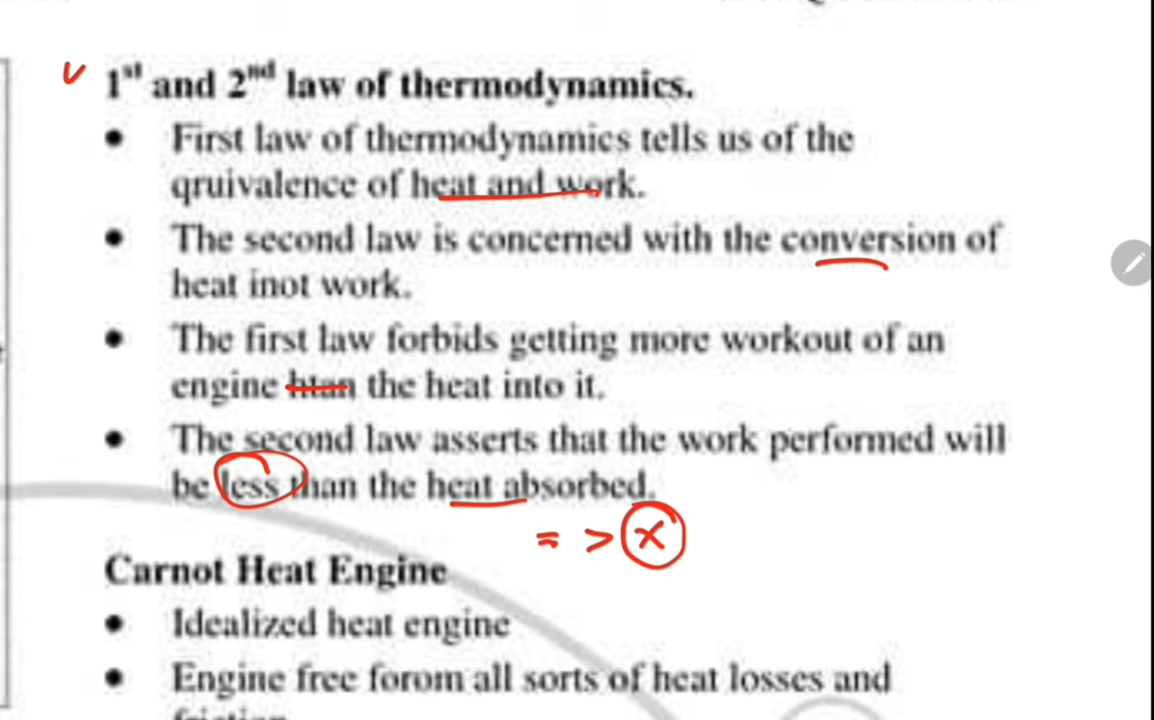 1st and 2nd law of thermodynamics.
• First law of thermodynamics tells us of the
qruivalence of heat and work.
• The second law is concerned with the conversion of
heat inot work.
• The first law forbids getting more workout of an
engine htan the heat into it.
• The second law asserts that the work performed will
be less than the heat absorbed.
= > x
Carnot Heat Engine
• Idealized heat engine
• Engine free forom all sorts of heat losses and